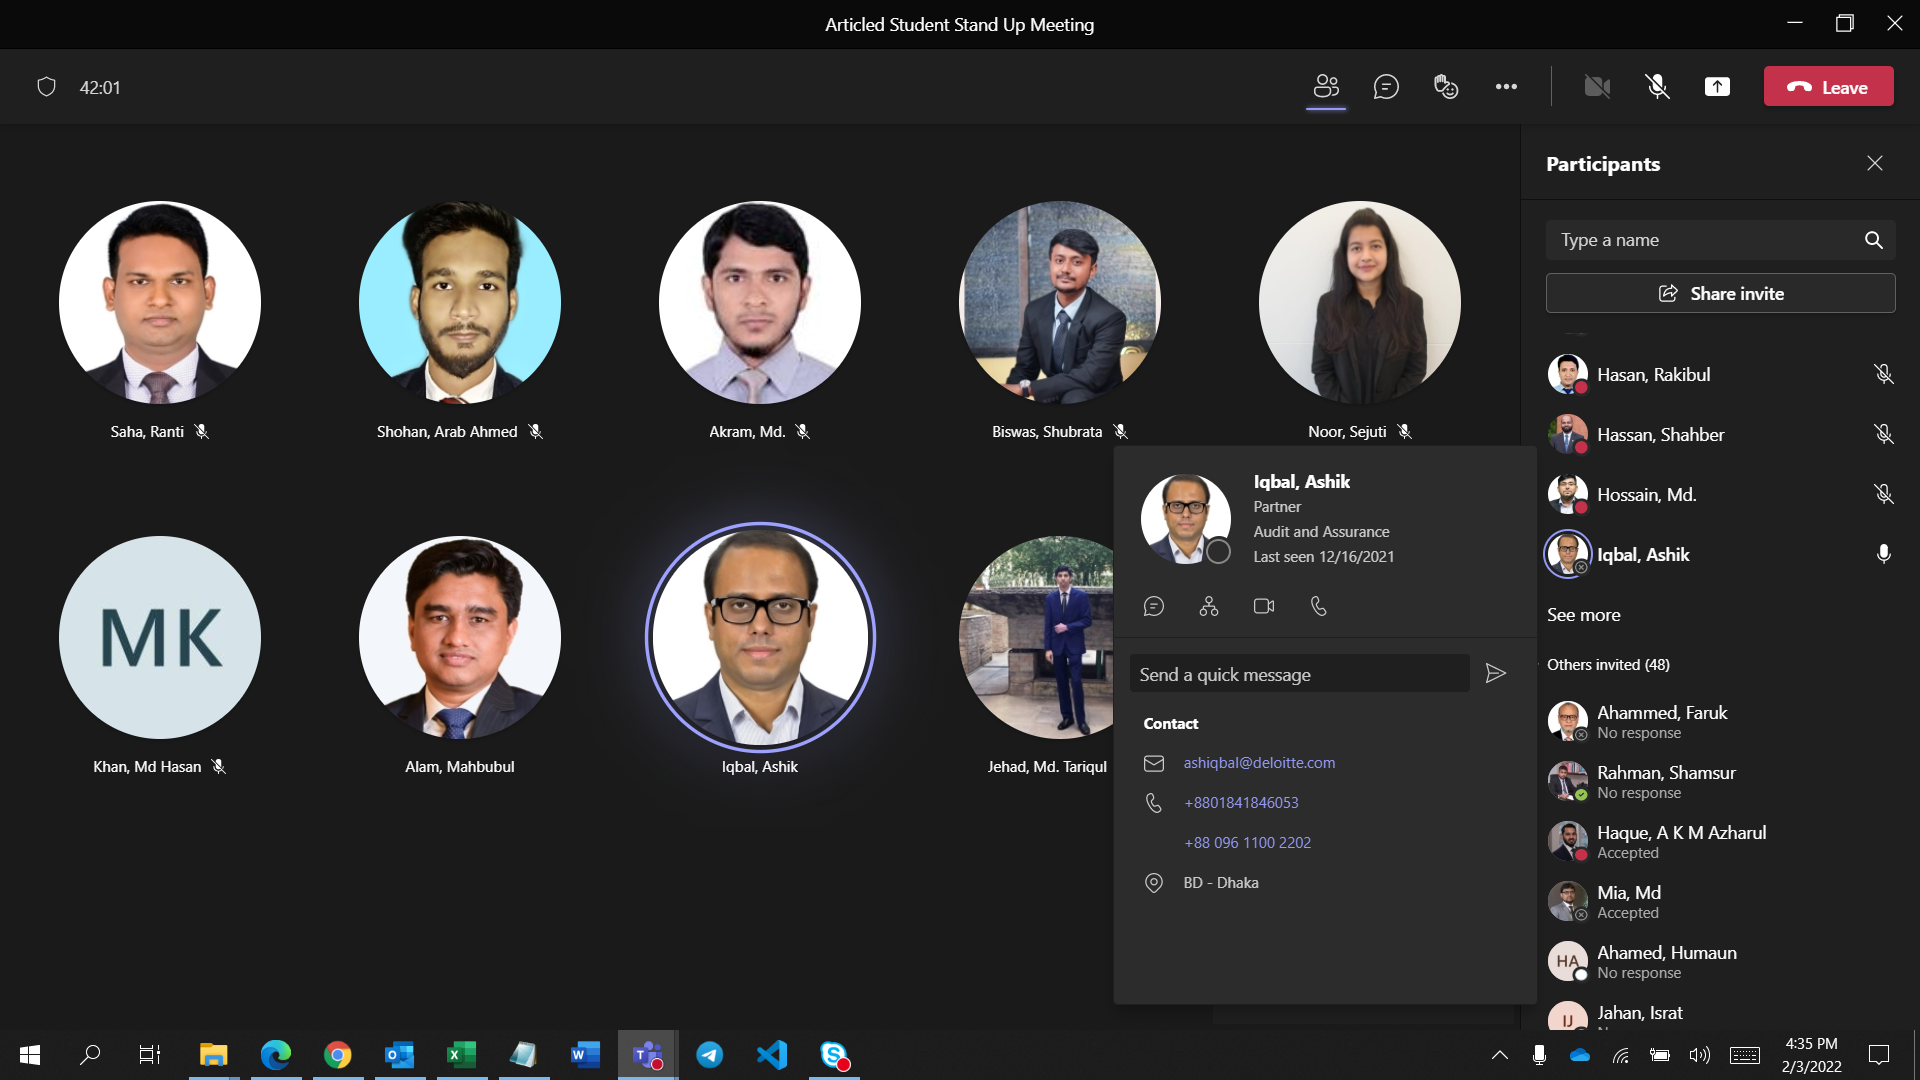 Articled Student Stand Up Meeting
42:01
Leave
Participants
Type a name
Share invite
Saha, Ranti
Shohan, Arab Ahmed
Akram, Md.
Biswas, Shubrata
Noor, Sejuti
MK
Khan, Md Hasan
Alam, Mahbubul
Iqbal, Ashik
Jehad, Md. Tariqul
Iqbal, Ashik
Partner
Audit and Assurance
Last seen 12/16/2021
Send a quick message
Contact
ashiqbal@deloitte.com
+8801841846053
+88 096 1100 2202
BD - Dhaka
Hasan, Rakibul
Hassan, Shahber
Hossain, Md.
Iqbal, Ashik
See more
Others invited (48)
Ahammed, Faruk
No response
Rahman, Shamsur
No response
Haque, A K M Azharul
Accepted
Mia, Md
Accepted
HA
Ahamed, Humaun
No response
IJ
Jahan, Israt
4:35 PM
2/3/2022